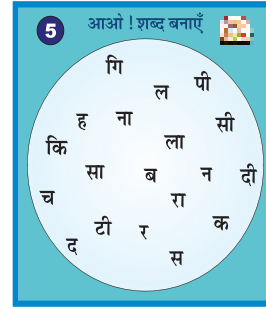 5 आओ ! शब्द बनाएँ
गि
ल पी
ह ना सी
कि ला
सा ब न दी
च रा
टी र क
द स